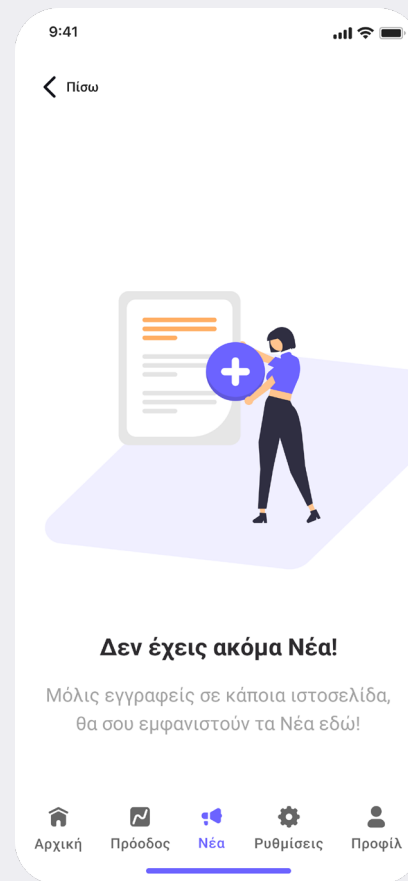 9:41
Πίσω
Δεν έχεις ακόμα Νέα!
Μόλις εγγραφείς σε κάποια ιστοσελίδα,
θα σου εμφανιστούν τα Νέα εδώ!
Αρχική Πρόοδος Νέα Ρυθμίσεις Προφίλ